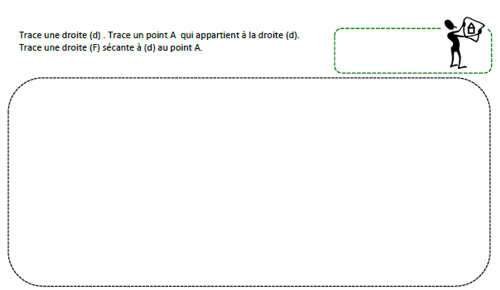 Trace une droite (d) . Trace un point A qui appartient à la droite (d).
Trace une droite (F) sécante à (d) au point A.